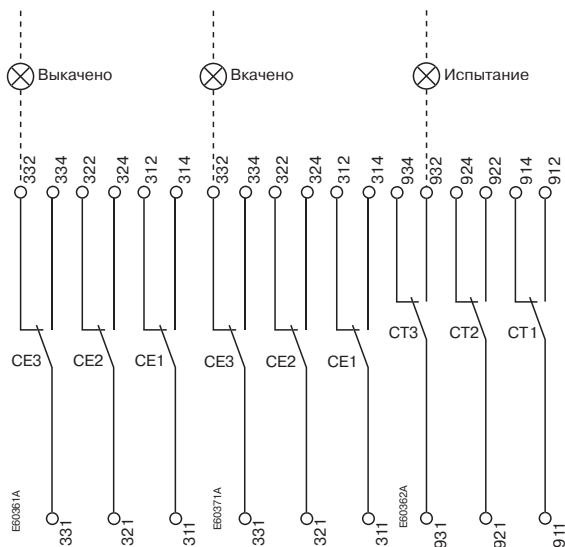 Выкачено
Вкачено
Испытание
332 334 322 324 312 314 332 334 322 324 312 314 934 932 924 922 914 912
CE3 CE2 CE1 CE3 CE2 CE1 CT3 CT2 CT1
E60361A
E60371A
E60362A
331 321 311 331 321 311 931 921 911